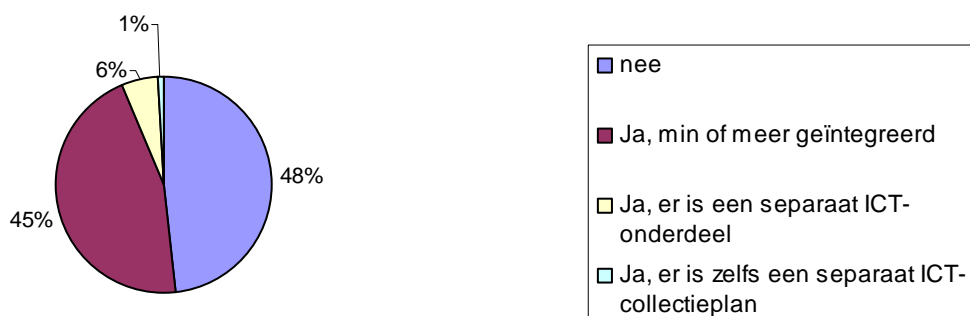 1%
6%
48%
45%
nee
Ja, min of meer geïntegreerd
Ja, er is een separaat ICT-
onderdeel
Ja, er is zelfs een separaat ICT-
collectieplan